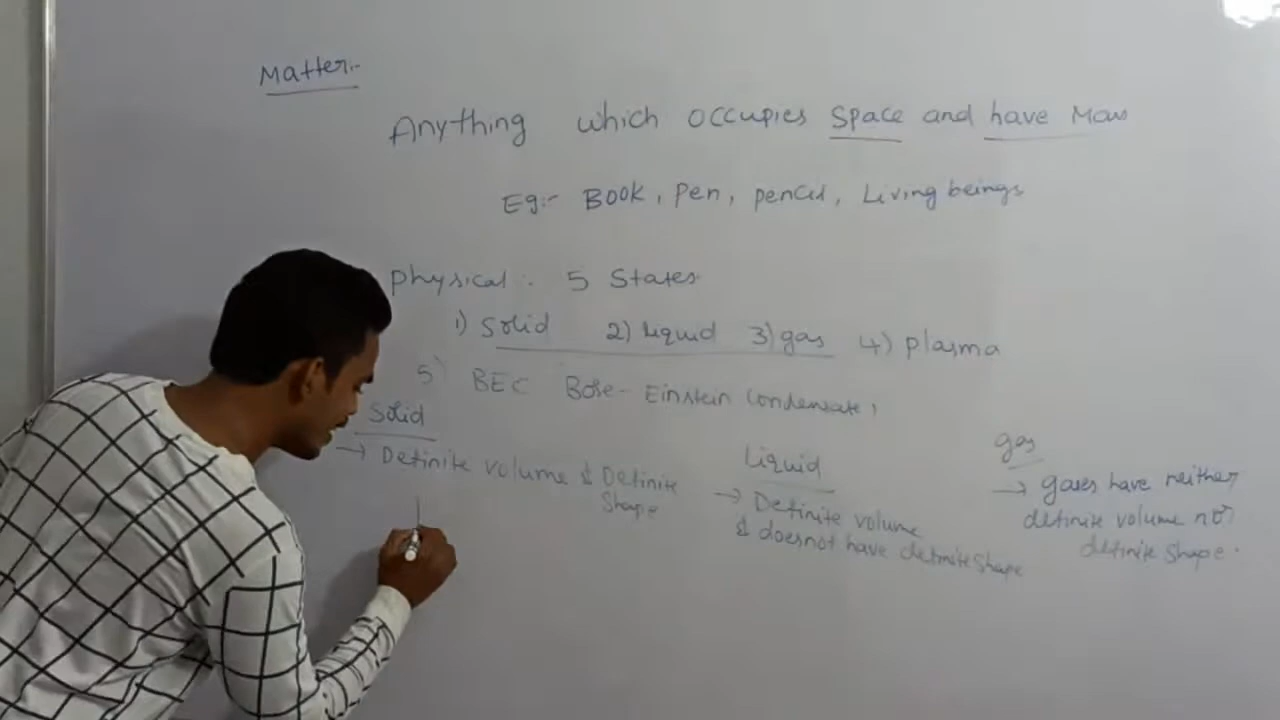 Matter:-
Anything which occupies space and have Mass
Eg:- Book, Pen, pencil, Living beings
physical : 5 States
1) Solid 2) Liquid 3) gas 4) plasma
5) BEC Bose-Einstein Condensate,
Solid
→ Definite volume & Definite
Shape
Liquid
→ Definite volume
& doesnot have definite shape
gas
→ gases have neither
definite volume nor
definite shape.